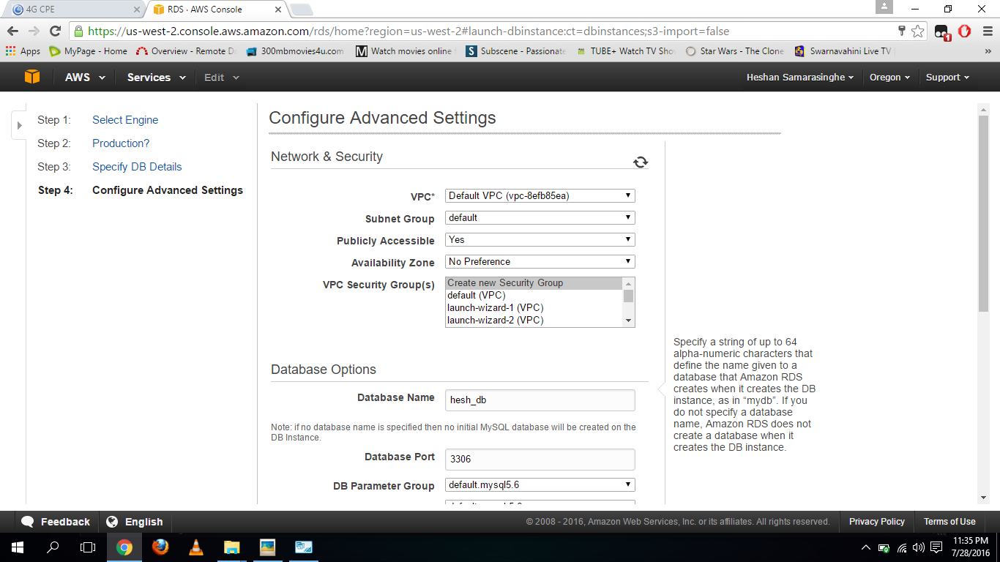 4G CPE
RDS · AWS Console
https://us-west-2.console.aws.amazon.com/rds/home?region=us-west-2#launch-dbinstance:ct=dbinstances;s3-import=false
1
Apps
MyPage - Home
Overview - Remote D
300mbmovies4u.com
Watch movies online
Subscene - Passionate
TUBE+ Watch TV Sho
Star Wars - The Clone
Swarnavahini Live TV
»
AWS
Services
Edit
Heshan Samarasinghe
Oregon
Support
Step 1: Select Engine
Step 2: Production?
Step 3: Specify DB Details
Step 4: Configure Advanced Settings
Configure Advanced Settings
Network & Security
VPC* Default VPC (vpc-8efb85ea)
Subnet Group default
Publicly Accessible Yes
Availability Zone No Preference
VPC Security Group(s) Create new Security Group
default (VPC)
launch-wizard-1 (VPC)
launch-wizard-2 (VPC)
Database Options
Database Name hesh_db
Note: if no database name is specified then no initial MySQL database will be created on the
DB Instance.
Database Port 3306
DB Parameter Group default.mysql5.6
Specify a string of up to 64
alpha-numeric characters that
define the name given to a
database that Amazon RDS
creates when it creates the DB
instance, as in “mydb”. If you
do not specify a database
name, Amazon RDS does not
create a database when it
creates the DB instance.
Feedback
English
© 2008 - 2016, Amazon Web Services, Inc. or its affiliates. All rights reserved.
Privacy Policy
Terms of Use
11:35 PM
7/28/2016